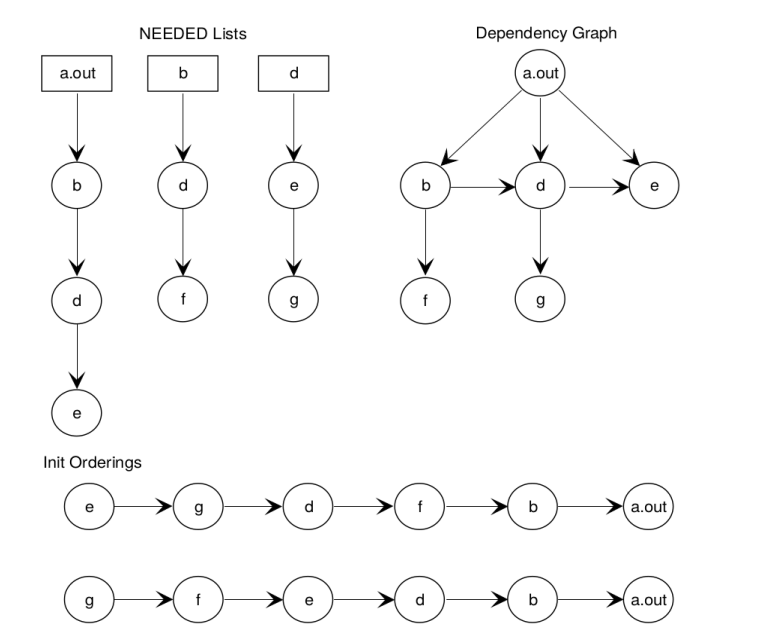 NEEDED Lists Dependency Graph
a.out b d a.out
b d e b d e
d f g f g
e
Init Orderings
e g d f b a.out
g f e d b a.out